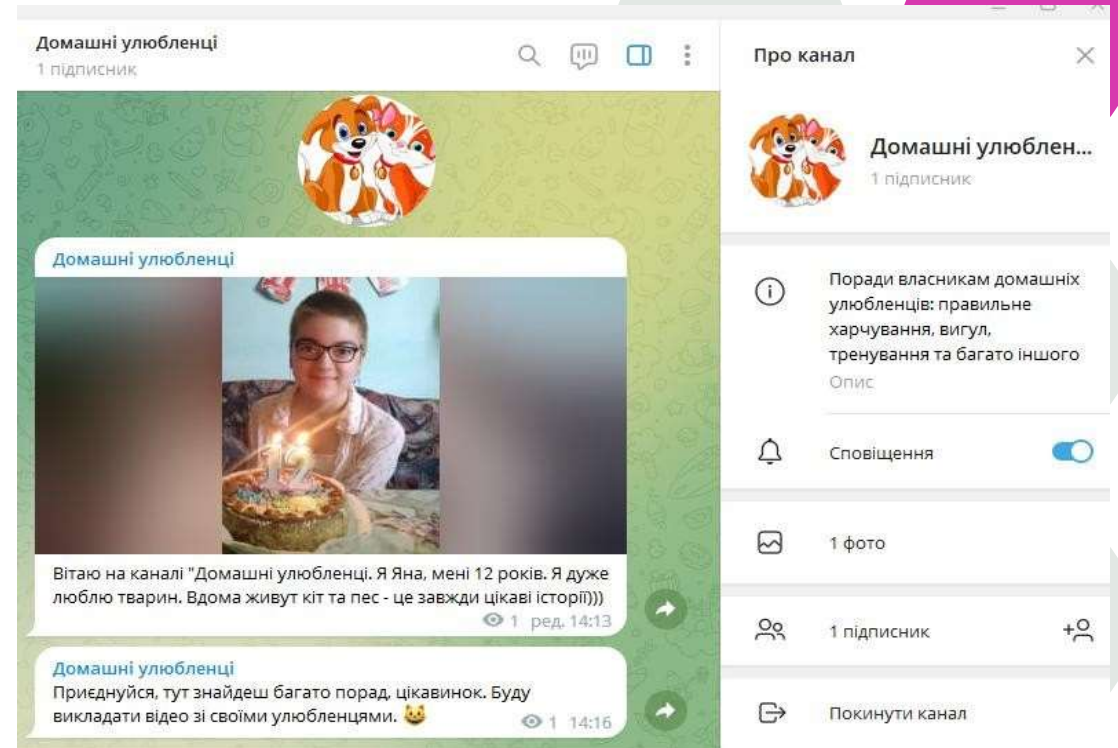 Домашні улюбленці
1 підписник
Домашні улюбленці
12
Вітаю на каналі "Домашні улюбленці. Я Яна, мені 12 років. Я дуже
люблю тварин. Вдома живут кіт та пес - це завжди цікаві історії)))
1 ред. 14:13
Домашні улюбленці
Приєднуйся, тут знайдеш багато порад, цікавинок. Буду
викладати відео зі своїми улюбленцями. 😺
1 14:16
Про канал
Домашні улюблен...
1 підписник
Поради власникам домашніх
улюбленців: правильне
харчування, вигул,
тренування та багато іншого
Опис
Сповіщення
1 фото
1 підписник
Покинути канал